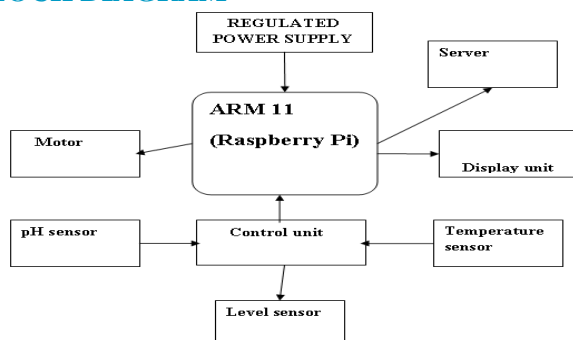 REGULATED
POWER SUPPLY
Server
ARM 11
(Raspberry Pi)
Motor
Display unit
pH sensor
Control unit
Temperature
sensor
Level sensor